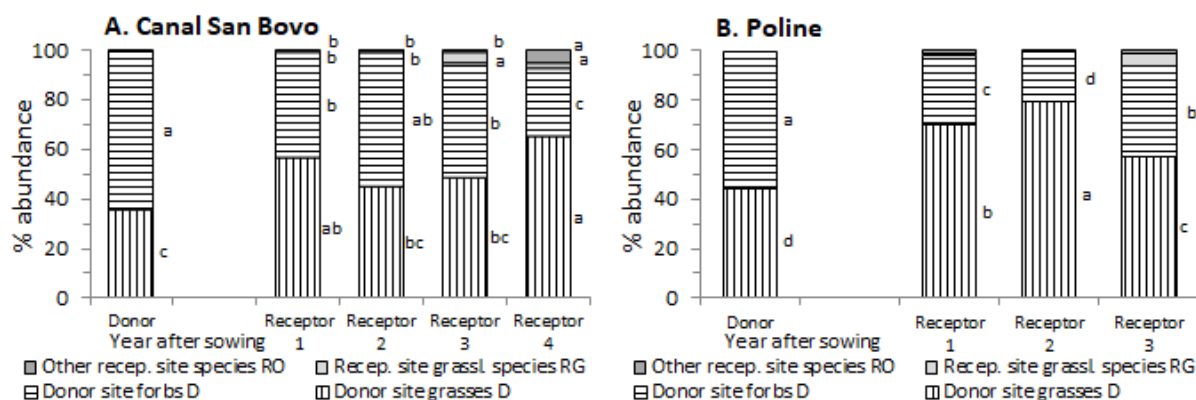 A. Canal San Bovo
% abundance
100
80
60
40
20
0
a
c
b
b
b
ab
b
b
ab
bc
b
a
b
bc
a
a
c
a
Donor
Receptor Receptor Receptor Receptor
Year after sowing 1 2 3 4
Other recep. site species RO
Recep. site grassl. species RG
Donor site forbs D
Donor site grasses D
B. Poline
% abundance
100
80
60
40
20
0
a
d
c
b
d
a
b
c
Donor
Receptor Receptor Receptor
Year after sowing 1 2 3
Other recep. site species RO
Recep. site grassl. species RG
Donor site forbs D
Donor site grasses D